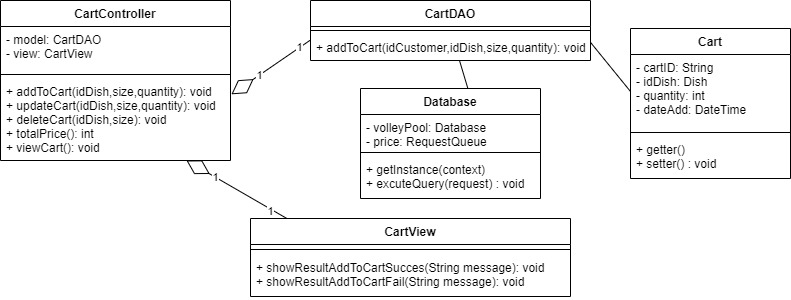 CartController
- model: CartDAO
- view: CartView
+ addToCart(idDish,size,quantity): void
+ updateCart(idDish,size,quantity): void
+ deleteCart(idDish,size): void
+ totalPrice(): int
+ viewCart(): void
1
1
1
1
CartDAO
+ addToCart(idCustomer,idDish,size,quantity): void
Cart
- cartID: String
- idDish: Dish
- quantity: int
- dateAdd: DateTime
+ getter()
+ setter() : void
Database
- volleyPool: Database
- price: RequestQueue
+ getInstance(context)
+ excuteQuery(request) : void
CartView
+ showResultAddToCartSucces(String message): void
+ showResultAddToCartFail(String message): void